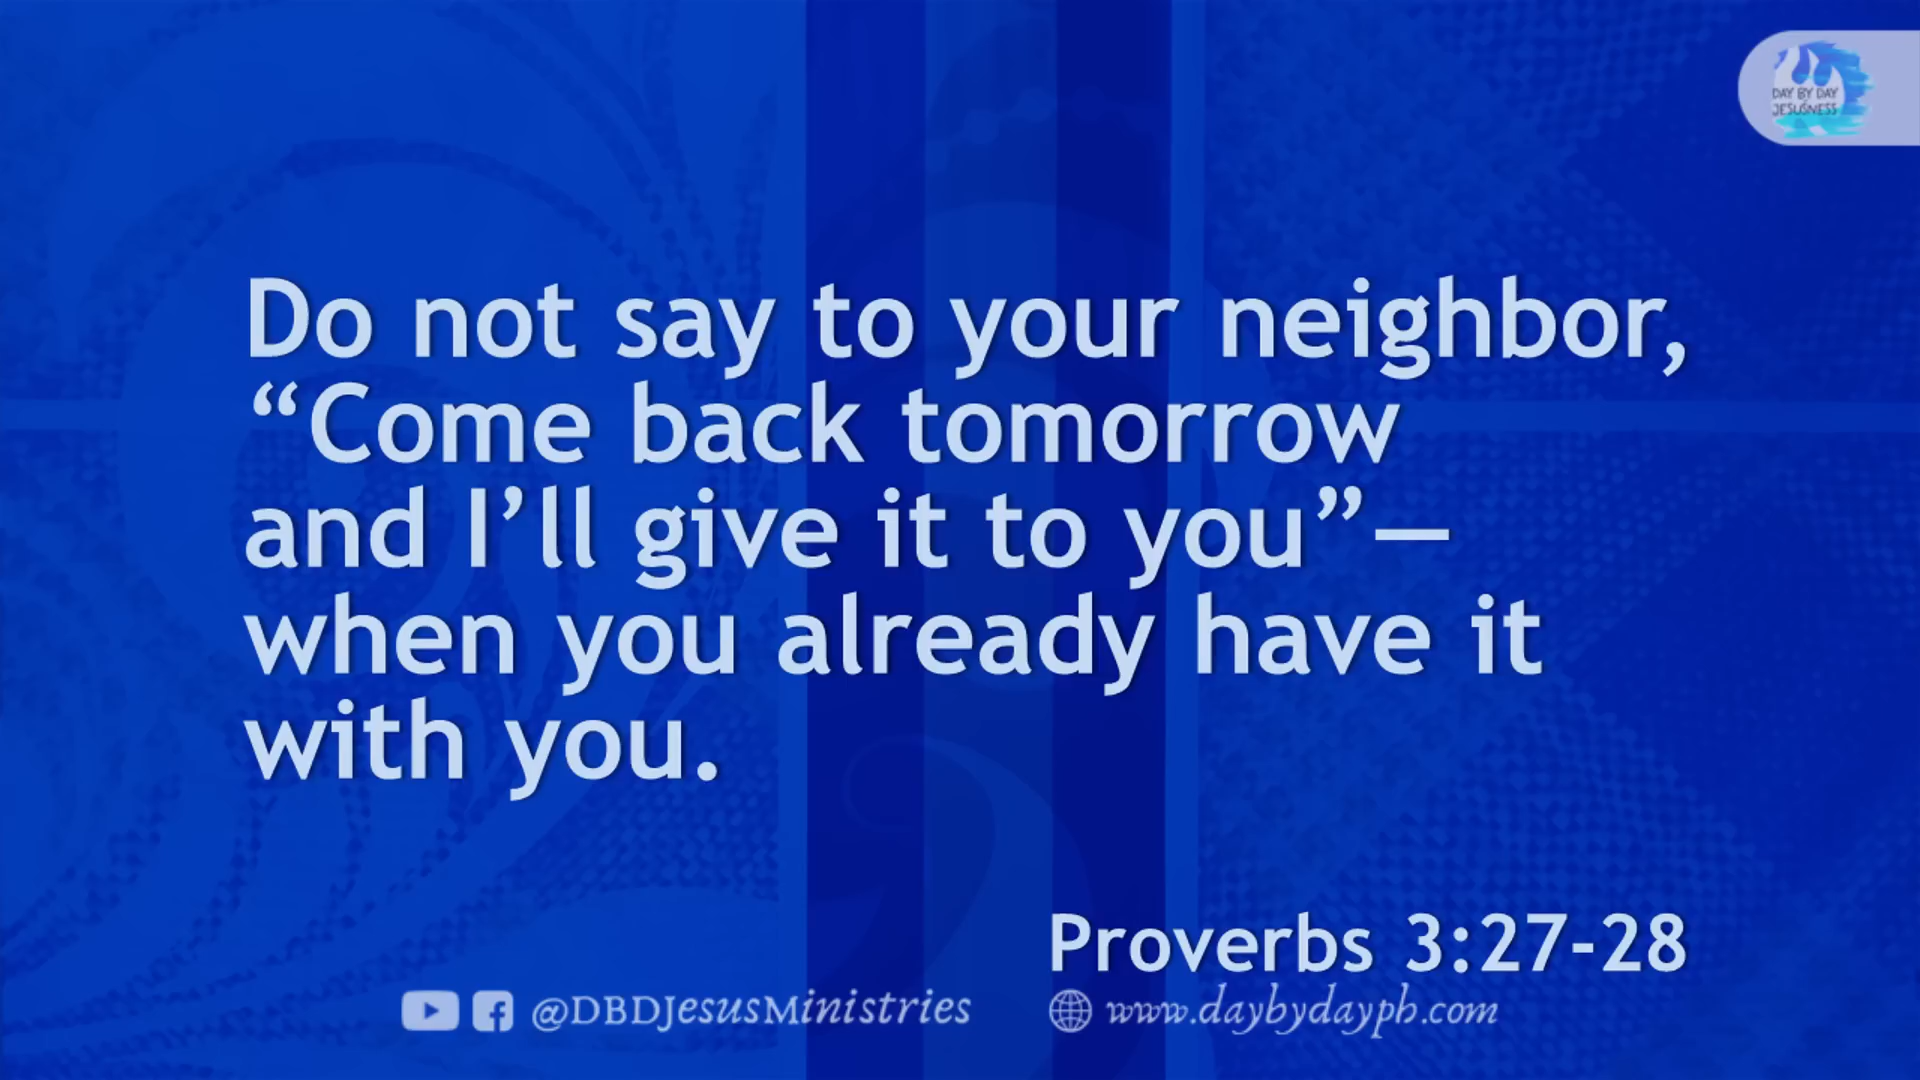 DAY BY DAY
JESUSNESS
Do not say to your neighbor,
“Come back tomorrow
and I’ll give it to you”—
when you already have it
with you.
Proverbs 3:27-28
@DBDJesusMinistries
www.daybydayph.com